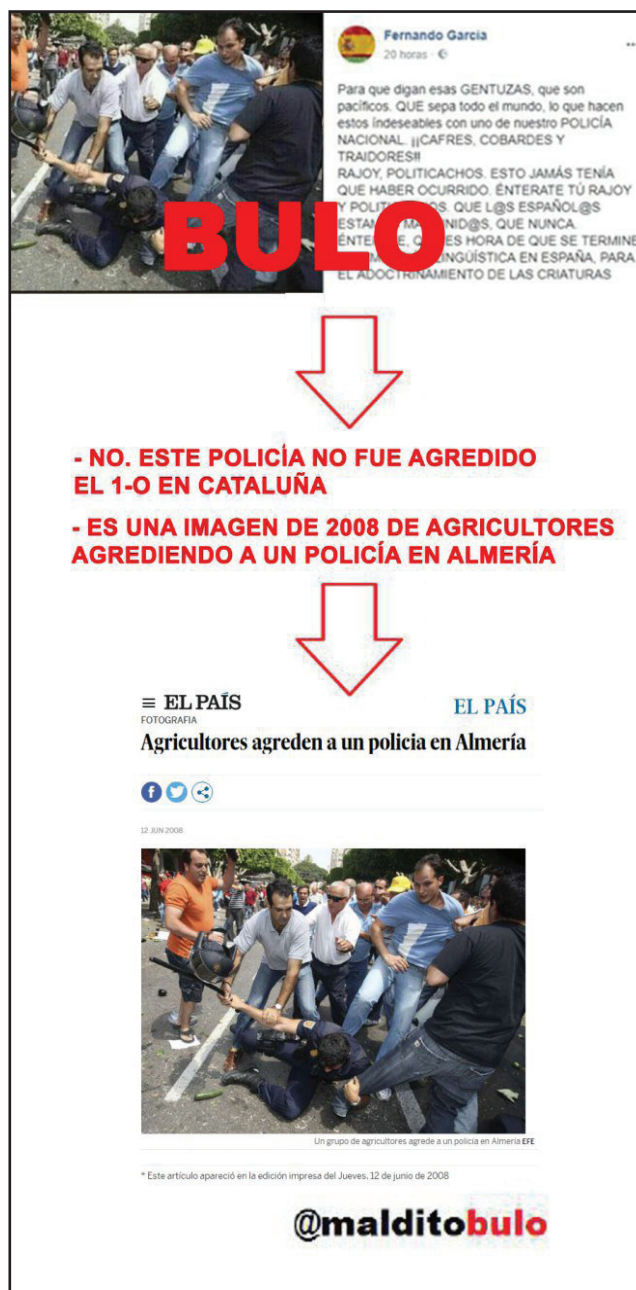 Fernando García
20 horas
Para que digan esas GENTUZAS, que son
pacíficos. QUE sepa todo el mundo, lo que hacen
estos índeseables con uno de nuestro POLICÍA
NACIONAL. ¡¡CAFRES, COBARDES Y
TRAIDORES!!
RAJOY, POLITICACHOS. ESTO JAMÁS TENÍA
QUE HABER OCURRIDO. ÉNTERATE TÚ RAJOY
Y QUE L@S ESPAÑOL@S
QUE NUNCA.
ES HORA DE QUE SE TERMINE
LINGÜÍSTICA EN ESPAÑA, PARA
EL ADOCTRINAMIENTO DE LAS CRIATURAS
BULO
- NO. ESTE POLICÍA NO FUE AGREDIDO
EL 1-O EN CATALUÑA
- ES UNA IMAGEN DE 2008 DE AGRICULTORES
AGREDIENDO A UN POLICÍA EN ALMERÍA
≡ EL PAÍS
EL PAÍS
FOTOGRAFIA
Agricultores agreden a un policia en Almería
12 JUN 2008
Un grupo de agricultores agrede a un policía en Almería EFE
* Este artículo apareció en la edición impresa del Jueves, 12 de junio de 2008
@malditobulo